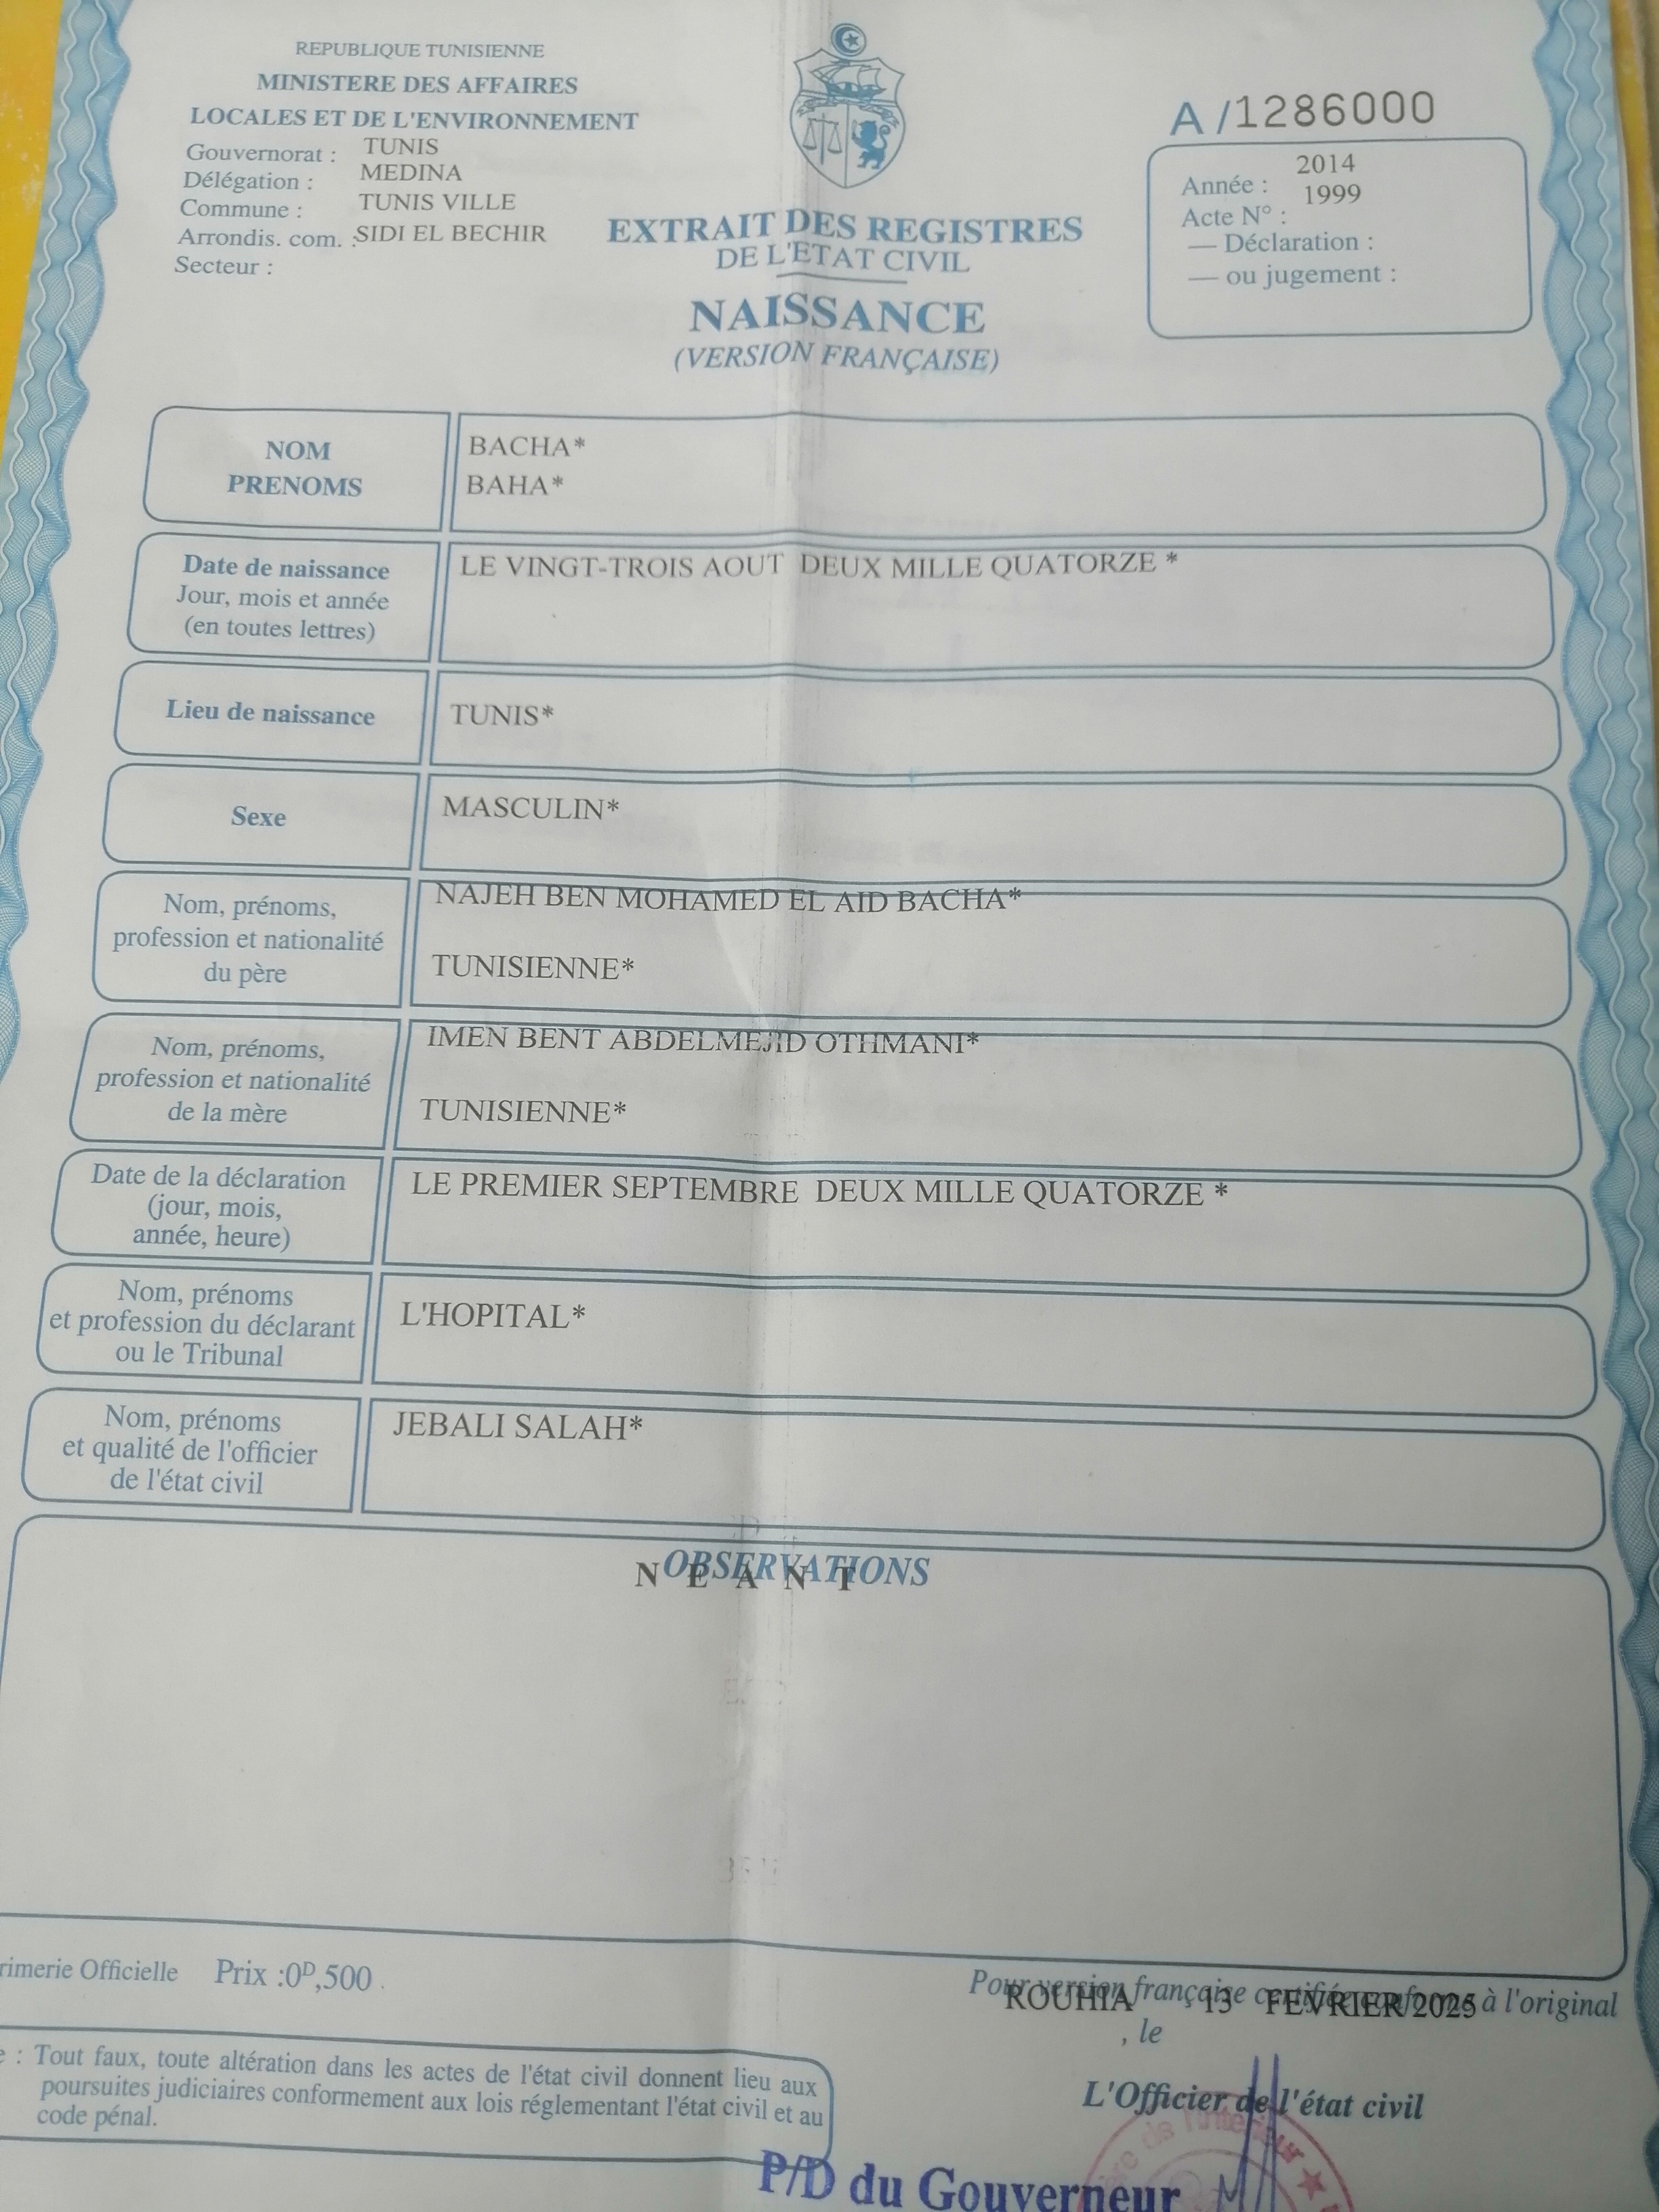 REPUBLIQUE TUNISIENNE
MINISTERE DES AFFAIRES
LOCALES ET DE L'ENVIRONNEMENT
Gouvernorat : TUNIS
Délégation : MEDINA
Commune : TUNIS VILLE
Arrondis. com. : SIDI EL BECHIR
Secteur :
EXTRAIT DES REGISTRES
DE L'ETAT CIVIL
NAISSANCE
(VERSION FRANÇAISE)
A /1286000
Année : 2014
Acte N° : 1999
— Déclaration :
— ou jugement :
NOM BACHA*
PRENOMS BAHA*
Date de naissance LE VINGT-TROIS AOUT DEUX MILLE QUATORZE *
Jour, mois et année
(en toutes lettres)
Lieu de naissance TUNIS*
Sexe MASCULIN*
Nom, prénoms, NAJEH BEN MOHAMED EL AID BACHA*
profession et nationalité
du père TUNISIENNE*
Nom, prénoms, IMEN BENT ABDELMEJID OTHMANI*
profession et nationalité
de la mère TUNISIENNE*
Date de la déclaration LE PREMIER SEPTEMBRE DEUX MILLE QUATORZE *
(jour, mois,
année, heure)
Nom, prénoms L'HOPITAL*
et profession du déclarant
ou le Tribunal
Nom, prénoms JEBALI SALAH*
et qualité de l'officier
de l'état civil
OBSERVATIONS
N E A N T
Officielle Prix :0D,500
Pour version française certifiée conforme à l'original
ROUHIA 13 FEVRIER 2025
, le
: Tout faux, toute altération dans les actes de l'état civil donnent lieu aux
poursuites judiciaires conformement aux lois réglementant l'état civil et au
code pénal.
L'Officier de l'état civil
de l'Intérieur
P/D du Gouverneur